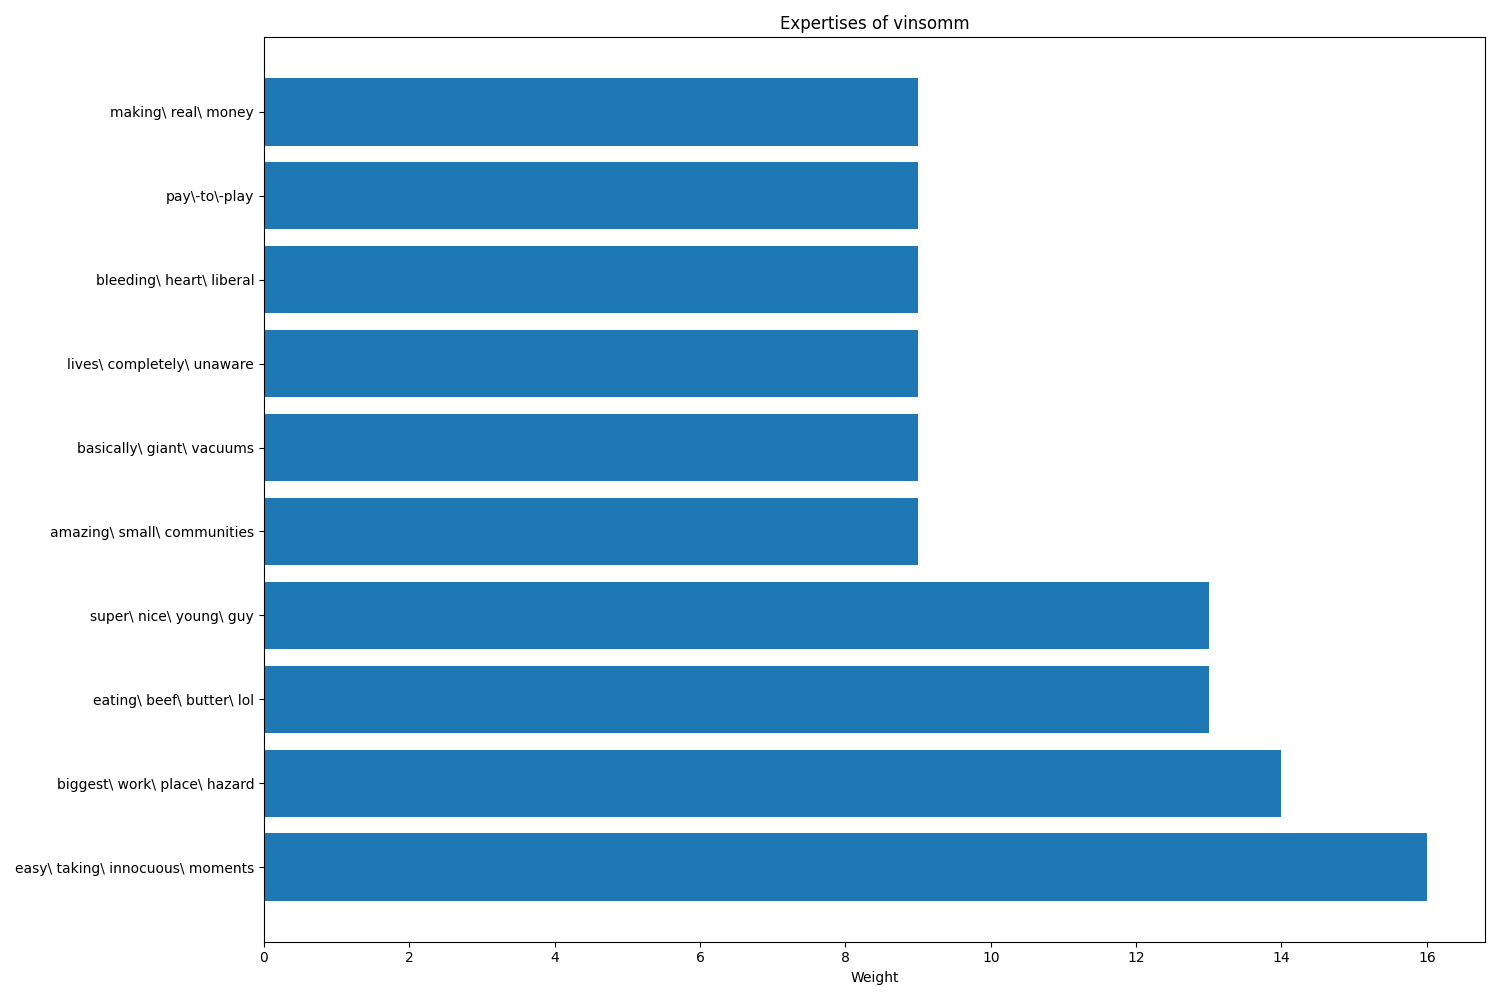 Expertises of vinsomm
making\ real\ money
pay\-to\-play
bleeding\ heart\ liberal
lives\ completely\ unaware
basically\ giant\ vacuums
amazing\ small\ communities
super\ nice\ young\ guy
eating\ beef\ butter\ lol
biggest\ work\ place\ hazard
easy\ taking\ innocuous\ moments
0 2 4 6 8 10 12 14 16
Weight